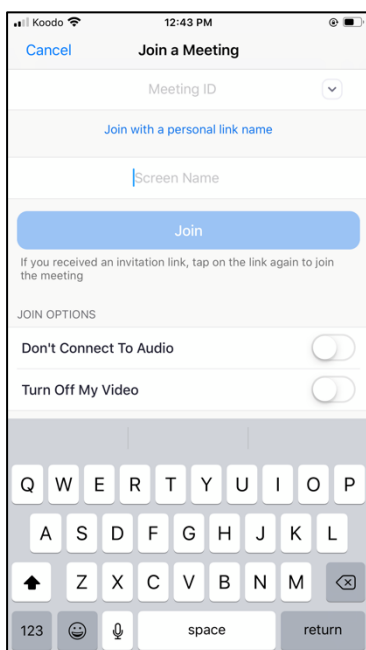 Koodo 12:43 PM
Cancel Join a Meeting
Meeting ID
Join with a personal link name
Screen Name
Join
If you received an invitation link, tap on the link again to join
the meeting
JOIN OPTIONS
Don't Connect To Audio
Turn Off My Video
Q W E R T Y U I O P
A S D F G H J K L
Z X C V B N M
123 space return